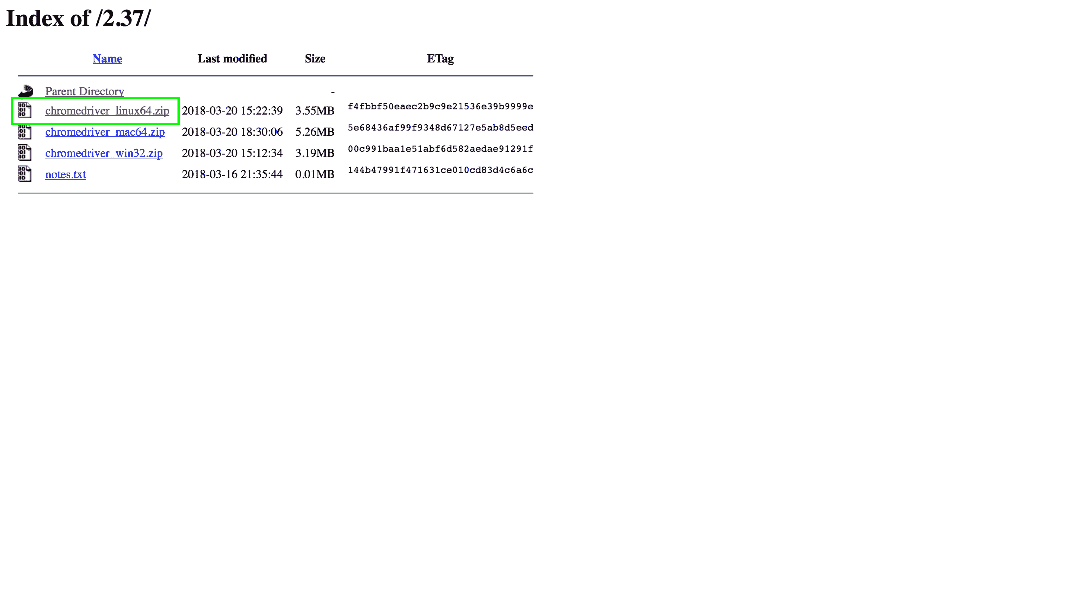 Index of /2.37/
Name Last modified Size ETag
Parent Directory -
chromedriver_linux64.zip 2018-03-20 15:22:39 3.55MB f4fbbf50eaec2b9c9e21536e39b9999e
chromedriver_mac64.zip 2018-03-20 18:30:06 5.26MB 5e68436af99f9348d67127e5ab8d5eed
chromedriver_win32.zip 2018-03-20 15:12:34 3.19MB 00c991baa1e51abf6d582aedae91291f
notes.txt 2018-03-16 21:35:44 0.01MB 144b47991f471631ce010cd83d4c6a6c